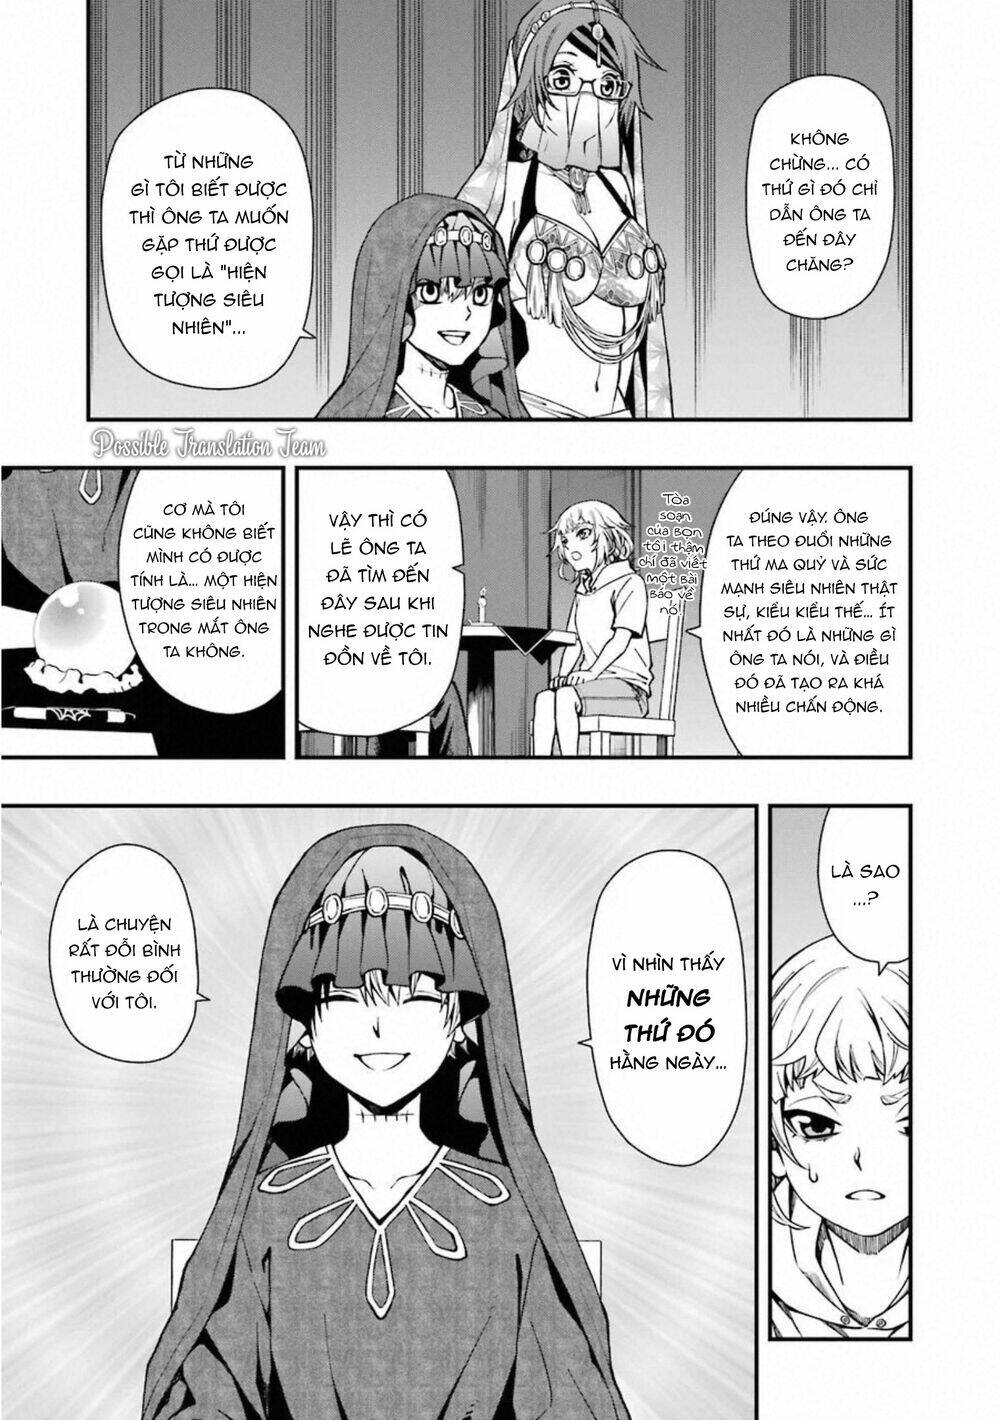 KHÔNG
CHỪNG... CÓ
THỨ GÌ ĐÓ CHỈ
DẪN ÔNG TA
ĐẾN ĐÂY
CHĂNG?
TỪ NHỮNG
GÌ TÔI BIẾT ĐƯỢC
THÌ ÔNG TA MUỐN
GẶP THỨ ĐƯỢC
GỌI LÀ "HIỆN
TƯỢNG SIÊU
NHIÊN"...
Possible Translation Team
ĐÚNG VẬY. ÔNG
TA THEO ĐUỔI NHỮNG
THỨ MA QUỶ VÀ SỨC
MẠNH SIÊU NHIÊN THẬT
SỰ, KIỂU KIỂU THẾ... ÍT
NHẤT ĐÓ LÀ NHỮNG GÌ
ÔNG TA NÓI, VÀ ĐIỀU
ĐÓ ĐÃ TẠO RA KHÁ
NHIỀU CHẤN ĐỘNG.
Tòa
soạn
của bọn
tôi thậm
chí đã viết
một bài
báo về
nó.
VẬY THÌ CÓ
LẼ ÔNG TA
ĐÃ TÌM ĐẾN
ĐÂY SAU KHI
NGHE ĐƯỢC TIN
ĐỒN VỀ TÔI.
CƠ MÀ TÔI
CŨNG KHÔNG BIẾT
MÌNH CÓ ĐƯỢC
TÍNH LÀ... MỘT HIỆN
TƯỢNG SIÊU NHIÊN
TRONG MẮT ÔNG
TA KHÔNG.
LÀ SAO
...?
VÌ NHÌN THẤY
NHỮNG
THỨ ĐÓ
HẰNG NGÀY...
LÀ CHUYỆN
RẤT ĐỖI BÌNH
THƯỜNG ĐỐI
VỚI TÔI.